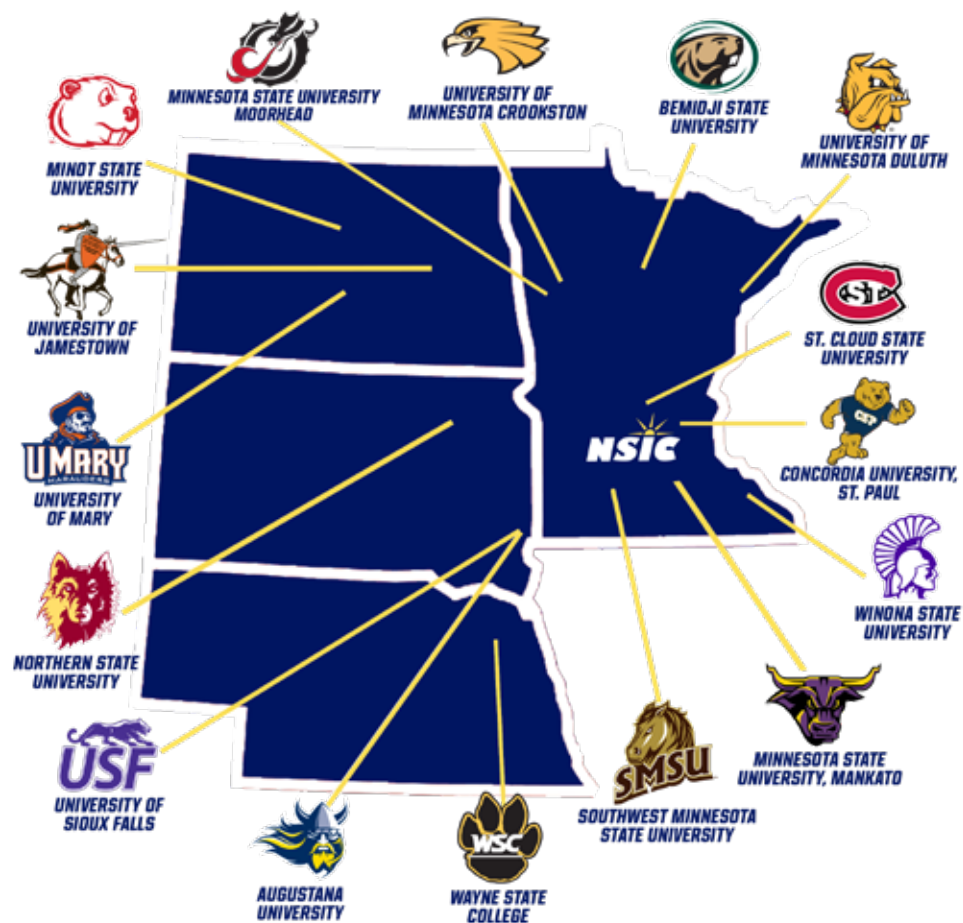 MINNESOTA STATE UNIVERSITY
MOORHEAD
UNIVERSITY OF
MINNESOTA CROOKSTON
BEMIDJI STATE
UNIVERSITY
UNIVERSITY OF
MINNESOTA DULUTH
MINOT STATE
UNIVERSITY
UNIVERSITY OF
JAMESTOWN
ST. CLOUD STATE
UNIVERSITY
ST. C
CSP
CONCORDIA UNIVERSITY,
ST. PAUL
NSIC
UMARY
MARAUDERS
UNIVERSITY
OF MARY
WINONA STATE
UNIVERSITY
NORTHERN STATE
UNIVERSITY
USF
UNIVERSITY OF
SIOUX FALLS
AUGUSTANA
UNIVERSITY
WSC
WAYNE STATE
COLLEGE
SMSU
SOUTHWEST MINNESOTA
STATE UNIVERSITY
MINNESOTA STATE
UNIVERSITY, MANKATO